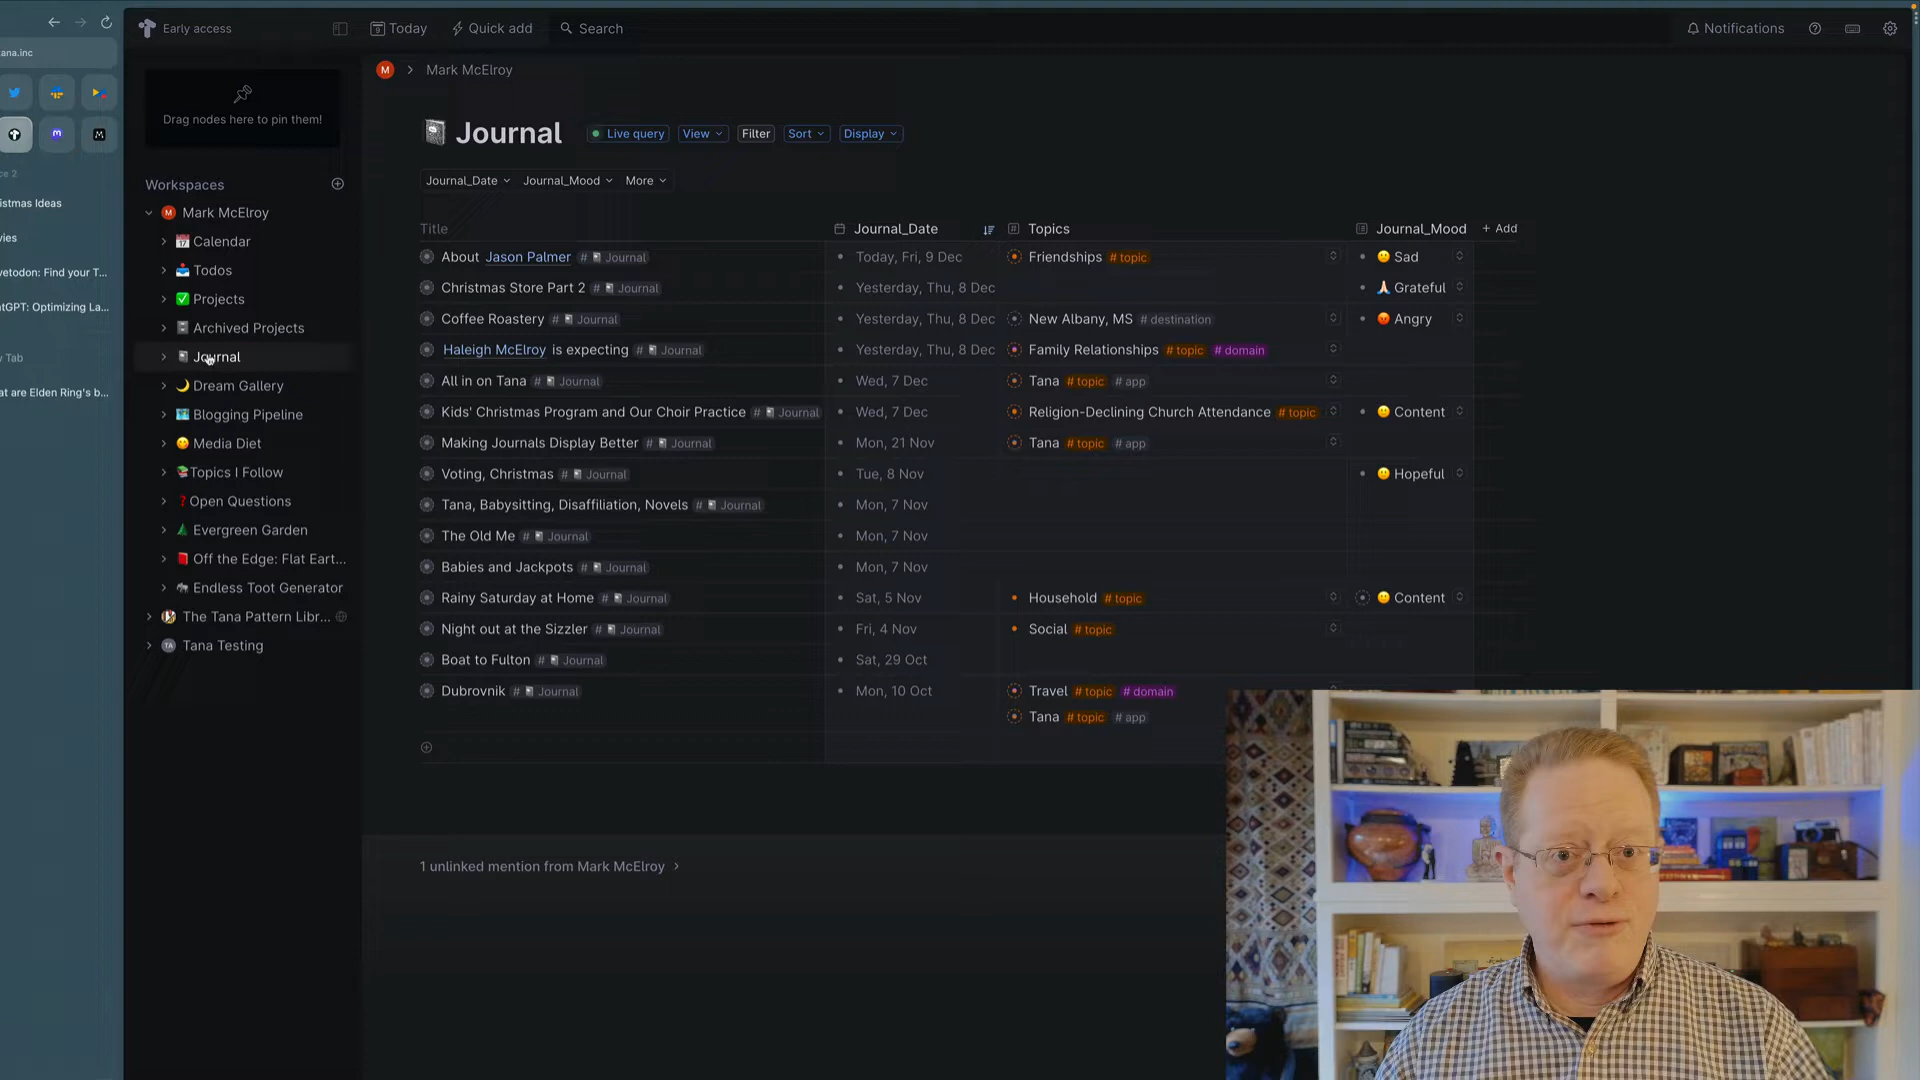 Early access
Today
Quick add
Search
Notifications
ana.inc
M
Mark McElroy
Drag nodes here to pin them!
Journal
Live query
View
Filter
Sort
Display
Journal_Date
Journal_Mood
More
Workspaces
M Mark McElroy
Calendar
Todos
Projects
Archived Projects
Journal
Dream Gallery
Blogging Pipeline
Media Diet
Topics I Follow
Open Questions
Evergreen Garden
Off the Edge: Flat Eart...
Endless Toot Generator
The Tana Pattern Libr...
TA Tana Testing
ce 2
istmas Ideas
vies
vetodon: Find your T...
atGPT: Optimizing La...
v Tab
at are Elden Ring's b...
Title Journal_Date Topics Journal_Mood + Add
About Jason Palmer # Journal Today, Fri, 9 Dec Friendships # topic Sad
Christmas Store Part 2 # Journal Yesterday, Thu, 8 Dec Grateful
Coffee Roastery # Journal Yesterday, Thu, 8 Dec New Albany, MS # destination Angry
Haleigh McElroy is expecting # Journal Yesterday, Thu, 8 Dec Family Relationships # topic # domain
All in on Tana # Journal Wed, 7 Dec Tana # topic # app
Kids' Christmas Program and Our Choir Practice # Journal Wed, 7 Dec Religion-Declining Church Attendance # topic Content
Making Journals Display Better # Journal Mon, 21 Nov Tana # topic # app
Voting, Christmas # Journal Tue, 8 Nov Hopeful
Tana, Babysitting, Disaffiliation, Novels # Journal Mon, 7 Nov
The Old Me # Journal Mon, 7 Nov
Babies and Jackpots # Journal Mon, 7 Nov
Rainy Saturday at Home # Journal Sat, 5 Nov Household # topic Content
Night out at the Sizzler # Journal Fri, 4 Nov Social # topic
Boat to Fulton # Journal Sat, 29 Oct
Dubrovnik # Journal Mon, 10 Oct Travel # topic # domain
Tana # topic # app
1 unlinked mention from Mark McElroy